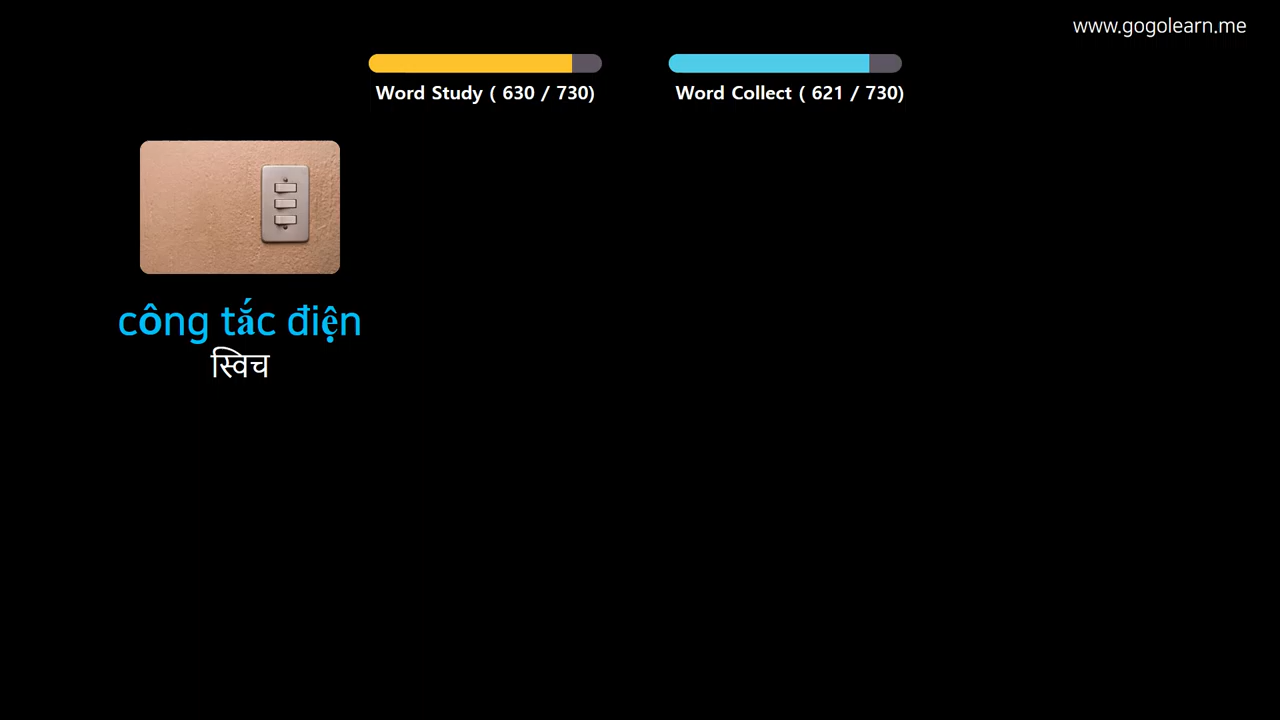 www.gogolearn.me
Word Study ( 630 / 730)
Word Collect ( 621 / 730)
công tắc điện
स्विच